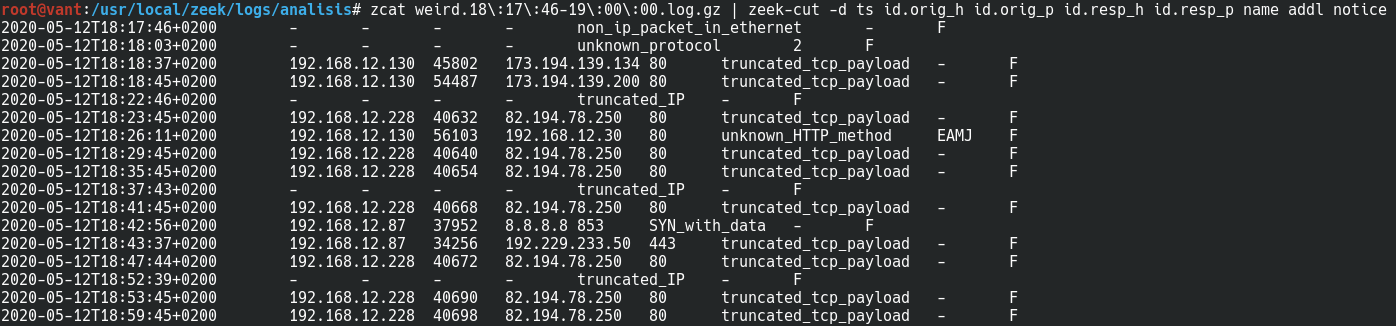 root@vant:/usr/local/zeek/logs/analisis# zcat weird.18\:17\:46-19\:00\:00.log.gz | zeek-cut -d ts id.orig_h id.orig_p id.resp_h id.resp_p name addl notice
2020-05-12T18:17:46+0200 - - - - non_ip_packet_in_ethernet - F
2020-05-12T18:18:03+0200 - - - - unknown_protocol 2 F
2020-05-12T18:18:37+0200 192.168.12.130 45802 173.194.139.134 80 truncated_tcp_payload - F
2020-05-12T18:18:45+0200 192.168.12.130 54487 173.194.139.200 80 truncated_tcp_payload - F
2020-05-12T18:22:46+0200 - - - - truncated_IP - F
2020-05-12T18:23:45+0200 192.168.12.228 40632 82.194.78.250 80 truncated_tcp_payload - F
2020-05-12T18:26:11+0200 192.168.12.130 56103 192.168.12.30 80 unknown_HTTP_method EAMJ F
2020-05-12T18:29:45+0200 192.168.12.228 40640 82.194.78.250 80 truncated_tcp_payload - F
2020-05-12T18:35:45+0200 192.168.12.228 40654 82.194.78.250 80 truncated_tcp_payload - F
2020-05-12T18:37:43+0200 - - - - truncated_IP - F
2020-05-12T18:41:45+0200 192.168.12.228 40668 82.194.78.250 80 truncated_tcp_payload - F
2020-05-12T18:42:56+0200 192.168.12.87 37952 8.8.8.8 853 SYN_with_data - F
2020-05-12T18:43:37+0200 192.168.12.87 34256 192.229.233.50 443 truncated_tcp_payload - F
2020-05-12T18:47:44+0200 192.168.12.228 40672 82.194.78.250 80 truncated_tcp_payload - F
2020-05-12T18:52:39+0200 - - - - truncated_IP - F
2020-05-12T18:53:45+0200 192.168.12.228 40690 82.194.78.250 80 truncated_tcp_payload - F
2020-05-12T18:59:45+0200 192.168.12.228 40698 82.194.78.250 80 truncated_tcp_payload - F